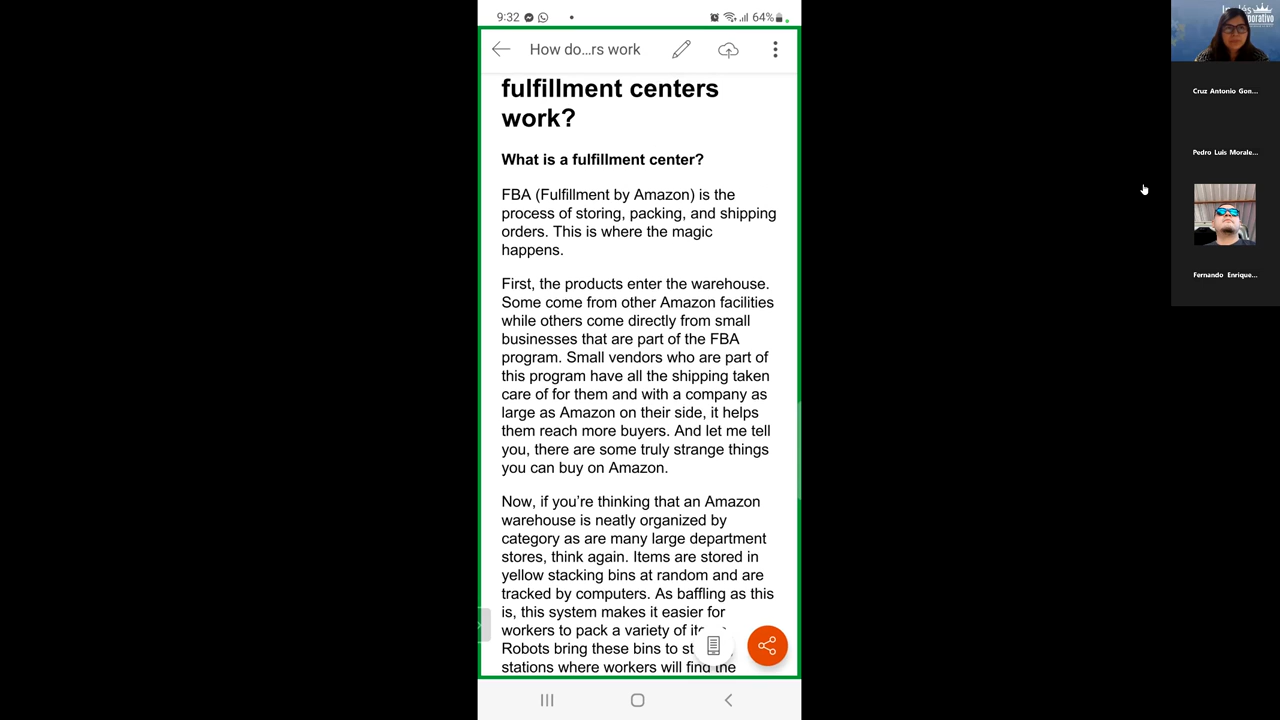 9:32
64%
How do...rs work
fulfillment centers
work?
What is a fulfillment center?
FBA (Fulfillment by Amazon) is the
process of storing, packing, and shipping
orders. This is where the magic
happens.
First, the products enter the warehouse.
Some come from other Amazon facilities
while others come directly from small
businesses that are part of the FBA
program. Small vendors who are part of
this program have all the shipping taken
care of for them and with a company as
large as Amazon on their side, it helps
them reach more buyers. And let me tell
you, there are some truly strange things
you can buy on Amazon.
Now, if you’re thinking that an Amazon
warehouse is neatly organized by
category as are many large department
stores, think again. Items are stored in
yellow stacking bins at random and are
tracked by computers. As baffling as this
is, this system makes it easier for
workers to pack a variety of
Robots bring these bins to
stations where workers will find the
Cruz Antonio Gon...
Pedro Luis Morale...
Fernando Enrique...